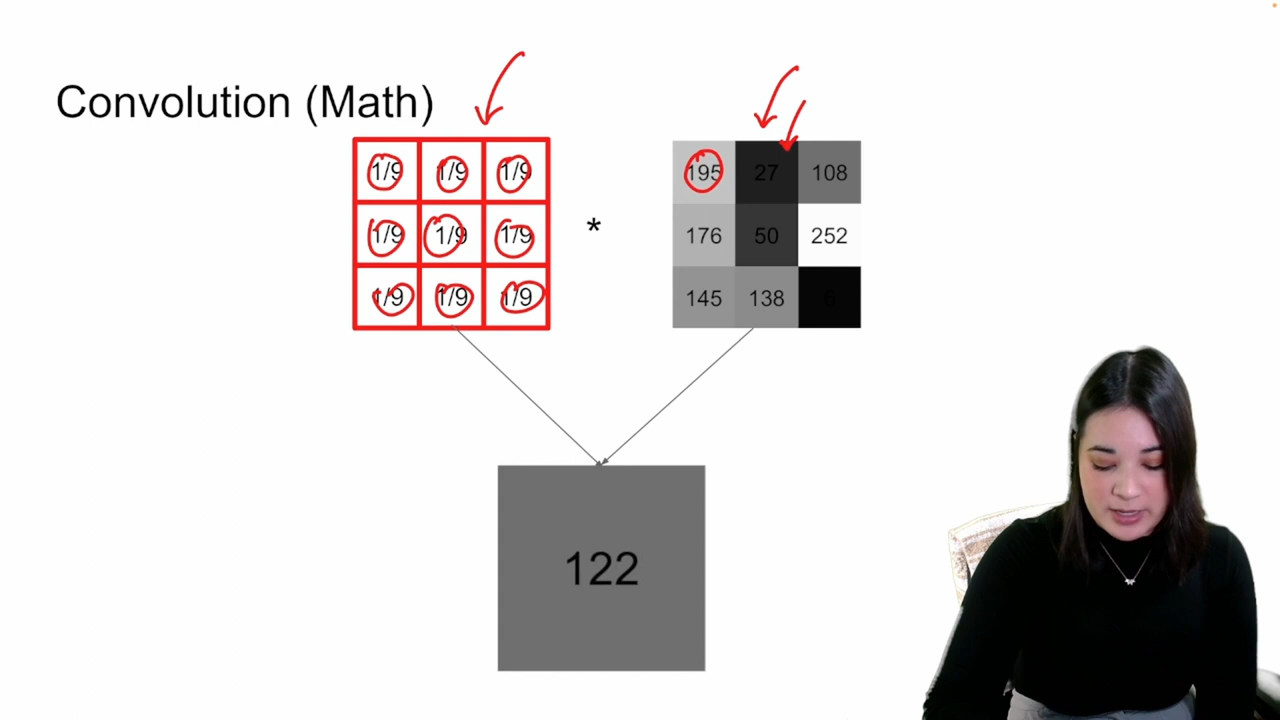 Convolution (Math)
1/9 1/9 1/9
1/9 1/9 1/9
1/9 1/9 1/9
*
195 27 108
176 50 252
145 138
122